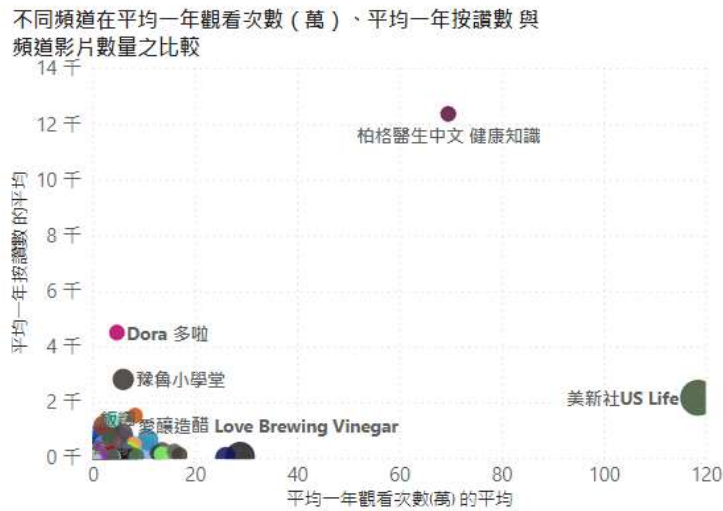 不同頻道在平均一年觀看次數（萬）、平均一年按讚數 與
頻道影片數量之比較
14 千
12 千
10 千
8 千
6 千
4 千
2 千
0 千
平均一年按讚數 的平均
柏格醫生中文 健康知識
Dora 多啦
豫魯小學堂
美新社US Life
愛釀造醋 Love Brewing Vinegar
0
20
40
60
80
100
120
平均一年觀看次數(萬) 的平均